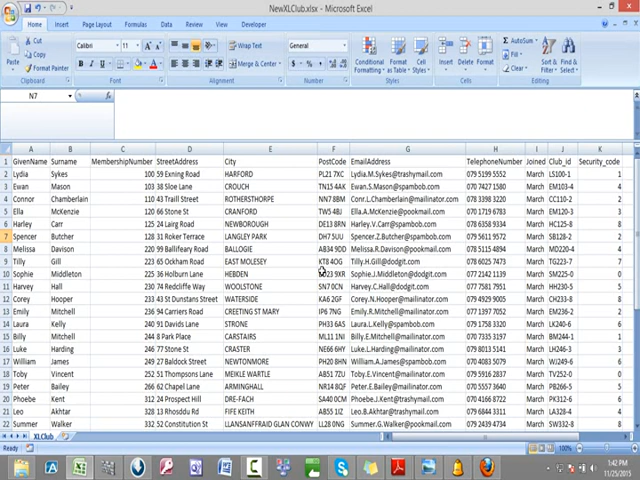 NewXLClub.xlsx - Microsoft Excel
Home Insert Page Layout Formulas Data Review View Developer
Cut Calibri 11 Wrap Text General AutoSum
Copy Fill
Paste Format Painter Merge & Center Conditional Formatting Format as Table Cell Styles Insert Delete Format Clear Sort & Filter Find & Select
Clipboard Font Alignment Number Styles Cells Editing
N7
A B C D E F G H I J K
1 GivenName Surname MembershipNumber StreetAddress City PostCode EmailAddress TelephoneNumber Joined Club_id Security_code
2 Lydia Sykes 100 59 Exning Road HARFORD PL21 7XC Lydia.M.Sykes@trashymail.com 079 5199 5552 March LS100-1 1
3 Ewan Mason 103 38 Sloe Lane CROUCH TN15 4AK Ewan.S.Mason@spambob.com 070 7427 1580 March EM103-4 4
4 Connor Chamberlain 110 43 Traill Street ROTHERSTHORPE NN7 8BM Conr.L.Chamberlain@mailinator.com 078 3398 3220 March CC110-2 2
5 Ella McKenzie 120 66 Stone St CRANFORD TW5 4BJ Ella.A.McKenzie@pookmail.com 070 1719 6783 March EM120-3 3
6 Harley Carr 125 24 Lairg Road NEWBOROUGH DE13 8RN Harley.V.Carr@spambob.com 078 6358 9334 March HC125-8 8
7 Spencer Butcher 128 31 Roker Terrace LANGLEY PARK DH7 5UU Spencer.Z.Butcher@spambob.com 079 5611 9572 March SB128-2 2
8 Melissa Davison 220 99 Ballifeary Road BALLOGIE AB34 9DD Melissa.R.Davison@pookmail.com 078 5115 4894 March MD220-4 4
9 Tilly Gill 223 65 Ockham Road EAST MOLESEY KT8 4OG Tilly.H.Gill@dodgit.com 078 6025 7473 March TG223-7 7
10 Sophie Middleton 225 36 Holburn Lane HEBDEN 9XR Sophie.J.Middleton@dodgit.com 077 2142 1139 March SM225-0 0
11 Harvey Hall 230 74 Redcliffe Way WOOLSTONE SN7 0CN Harvey.C.Hall@dodgit.com 077 7581 7951 March HH230-5 5
12 Corey Hooper 233 43 St Dunstans Street WATERSIDE KA6 2GF Corey.N.Hooper@mailinator.com 079 4929 9005 March CH233-8 8
13 Emily Mitchell 236 94 Carriers Road CREETING ST MARY IP6 7NG Emily.R.Mitchell@mailinator.com 079 5808 6308 March EM236-2 2
14 Laura Kelly 240 91 Davids Lane STRONE PH33 6AS Laura.L.Kelly@spambob.com 079 1758 3320 March LK240-6 6
15 Billy Mitchell 244 8 Park Place CARSTAIRS ML11 1NI Billy.M.Mitchell@trashymail.com 070 7335 3187 March BM244-1 1
16 Luke Harding 246 77 Stone St CRASTER NE66 6HY Luke.L.Harding@trashymail.com 079 8013 5141 March LH246-3 3
17 William James 249 27 Baldock Street NEWTONMORE William.A.James@spambob.com 070 4083 5079 March WJ249-6 6
18 Toby Vincent 252 51 Thompsons Lane MEIKLE WARTLE AB51 7ZU Toby.E.Vincent@mailinator.com 078 2136 2919 March TV252-0 0
19 Peter Bailey 266 62 Chapel Lane ARMINGHALL NR14 8QF Peter.E.Bailey@mailinator.com 070 5557 3640 March PB266-5 5
20 Phoebe Kent 312 24 Prospect Hill DRE-FACH SA40 0CM Phoebe.J.Kent@trashymail.com 070 4166 8722 March PK312-6 6
21 Leo Akhtar 328 13 Rhosddu Rd FIFE KEITH AB55 1IZ Leo.B.Akhtar@trashymail.com 079 6844 3311 March LA328-4 4
22 Summer Walker 332 52 Constitution St LLANSANFFRAID GLAN CONWY LL28 0NG Summer.G.Walker@pookmail.com 079 2439 4734 March SW332-8 8
XLClub
Ready 100%
1:42 PM
11/25/2015